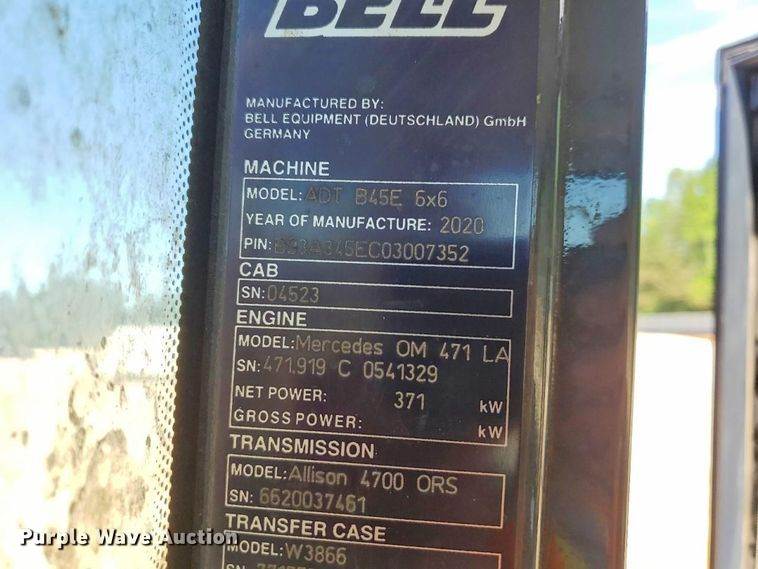 BELL
MANUFACTURED BY:
BELL EQUIPMENT (DEUTSCHLAND) GmbH
GERMANY
MACHINE
MODEL: ADT B45E 6x6
YEAR OF MANUFACTURE: 2020
PIN:
CAB
SN: 04523
ENGINE
MODEL: Mercedes OM 471 LA
SN: 471.919 C 0541329
NET POWER: 371 kW
GROSS POWER: kW
TRANSMISSION
MODEL: Allison 4700 ORS
SN: 6620037461
TRANSFER CASE
MODEL: W3866
SN:
Purple Wave Auction